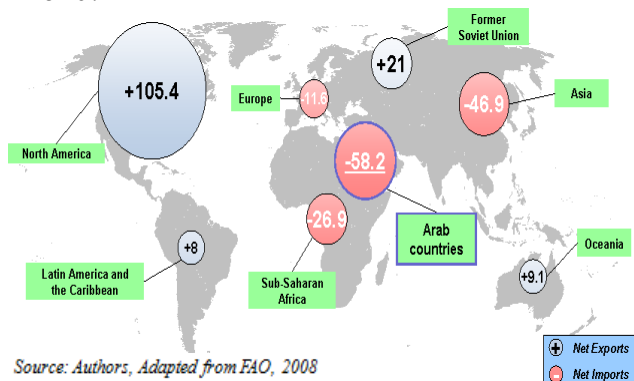 Former
Soviet Union
+21
+105.4
Europe
-11.6
-46.9
Asia
North America
-58.2
-26.9
Arab
countries
+8
Oceania
Latin America and
the Caribbean
Sub-Saharan
Africa
+9.1
+ Net Exports
- Net Imports
Source: Authors, Adapted from FAO, 2008